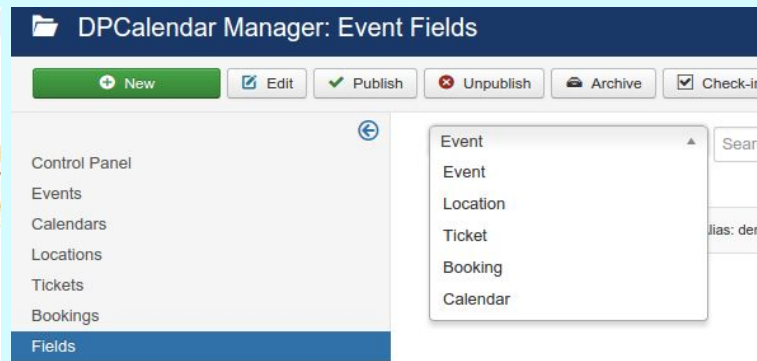 DPCalendar Manager: Event Fields
New Edit Publish Unpublish Archive Check-in
Control Panel
Events
Calendars
Locations
Tickets
Bookings
Fields
Event
Event
Location
Ticket
Booking
Calendar
Sear
lias: der